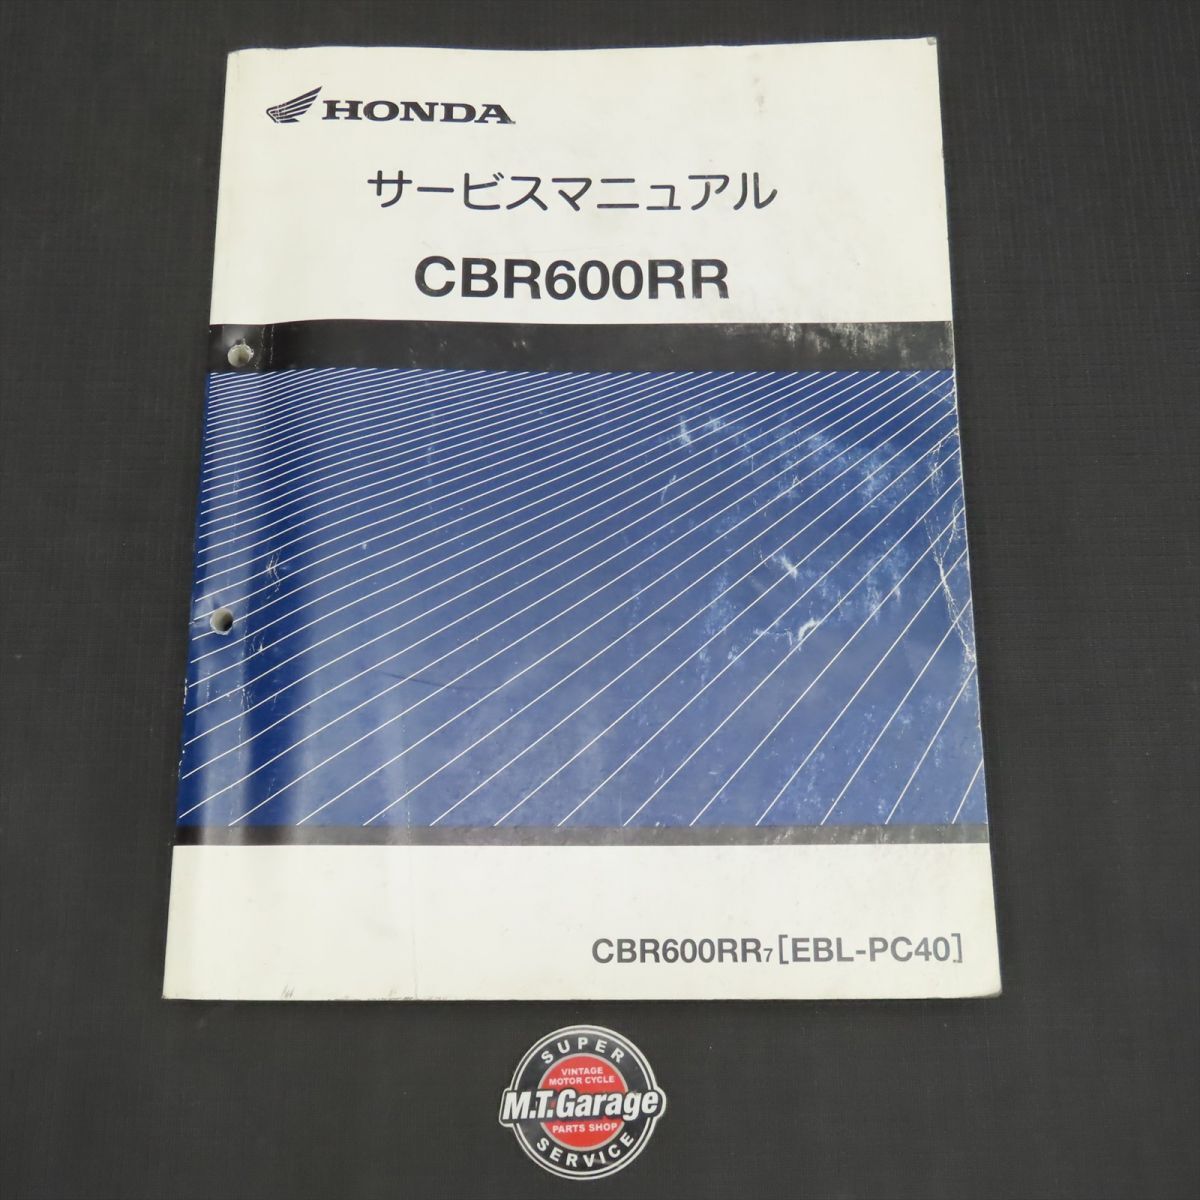 HONDA
サービスマニュアル
CBR600RR
CBR600RR7[EBL-PC40]
SUPER
VINTAGE
MOTOR CYCLE
M.T.Garage
PARTS SHOP
SERVICE